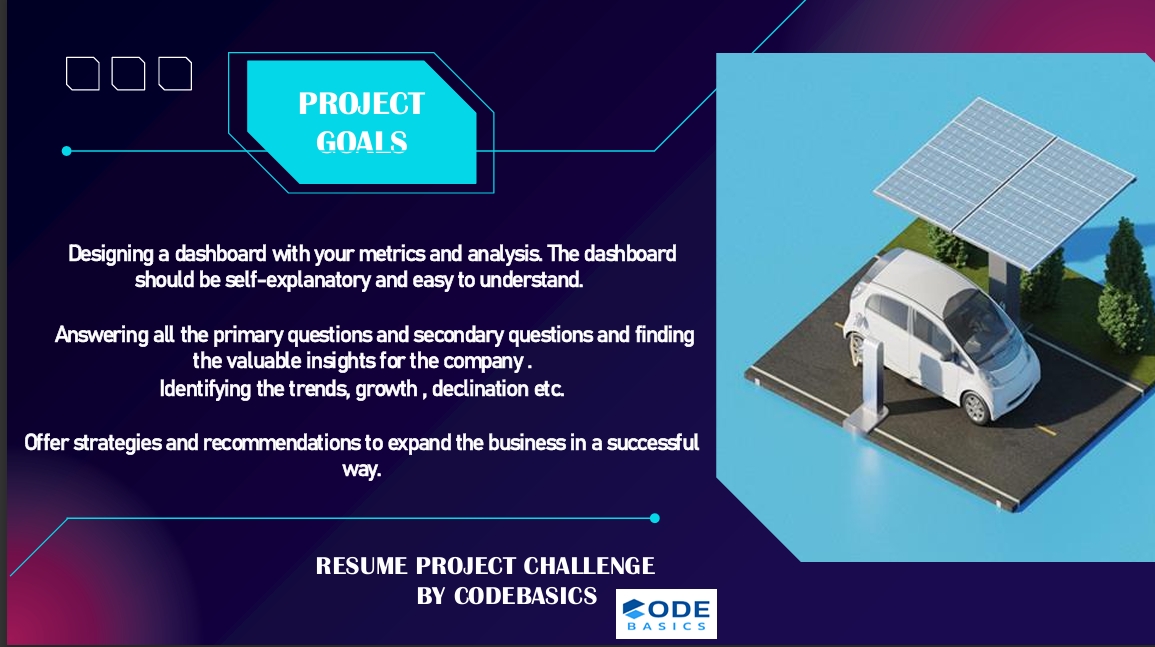 PROJECT
GOALS
Designing a dashboard with your metrics and analysis. The dashboard
should be self-explanatory and easy to understand.
Answering all the primary questions and secondary questions and finding
the valuable insights for the company .
Identifying the trends, growth , declination etc.
Offer strategies and recommendations to expand the business in a successful
way.
RESUME PROJECT CHALLENGE
BY CODEBASICS
CODE
BASICS